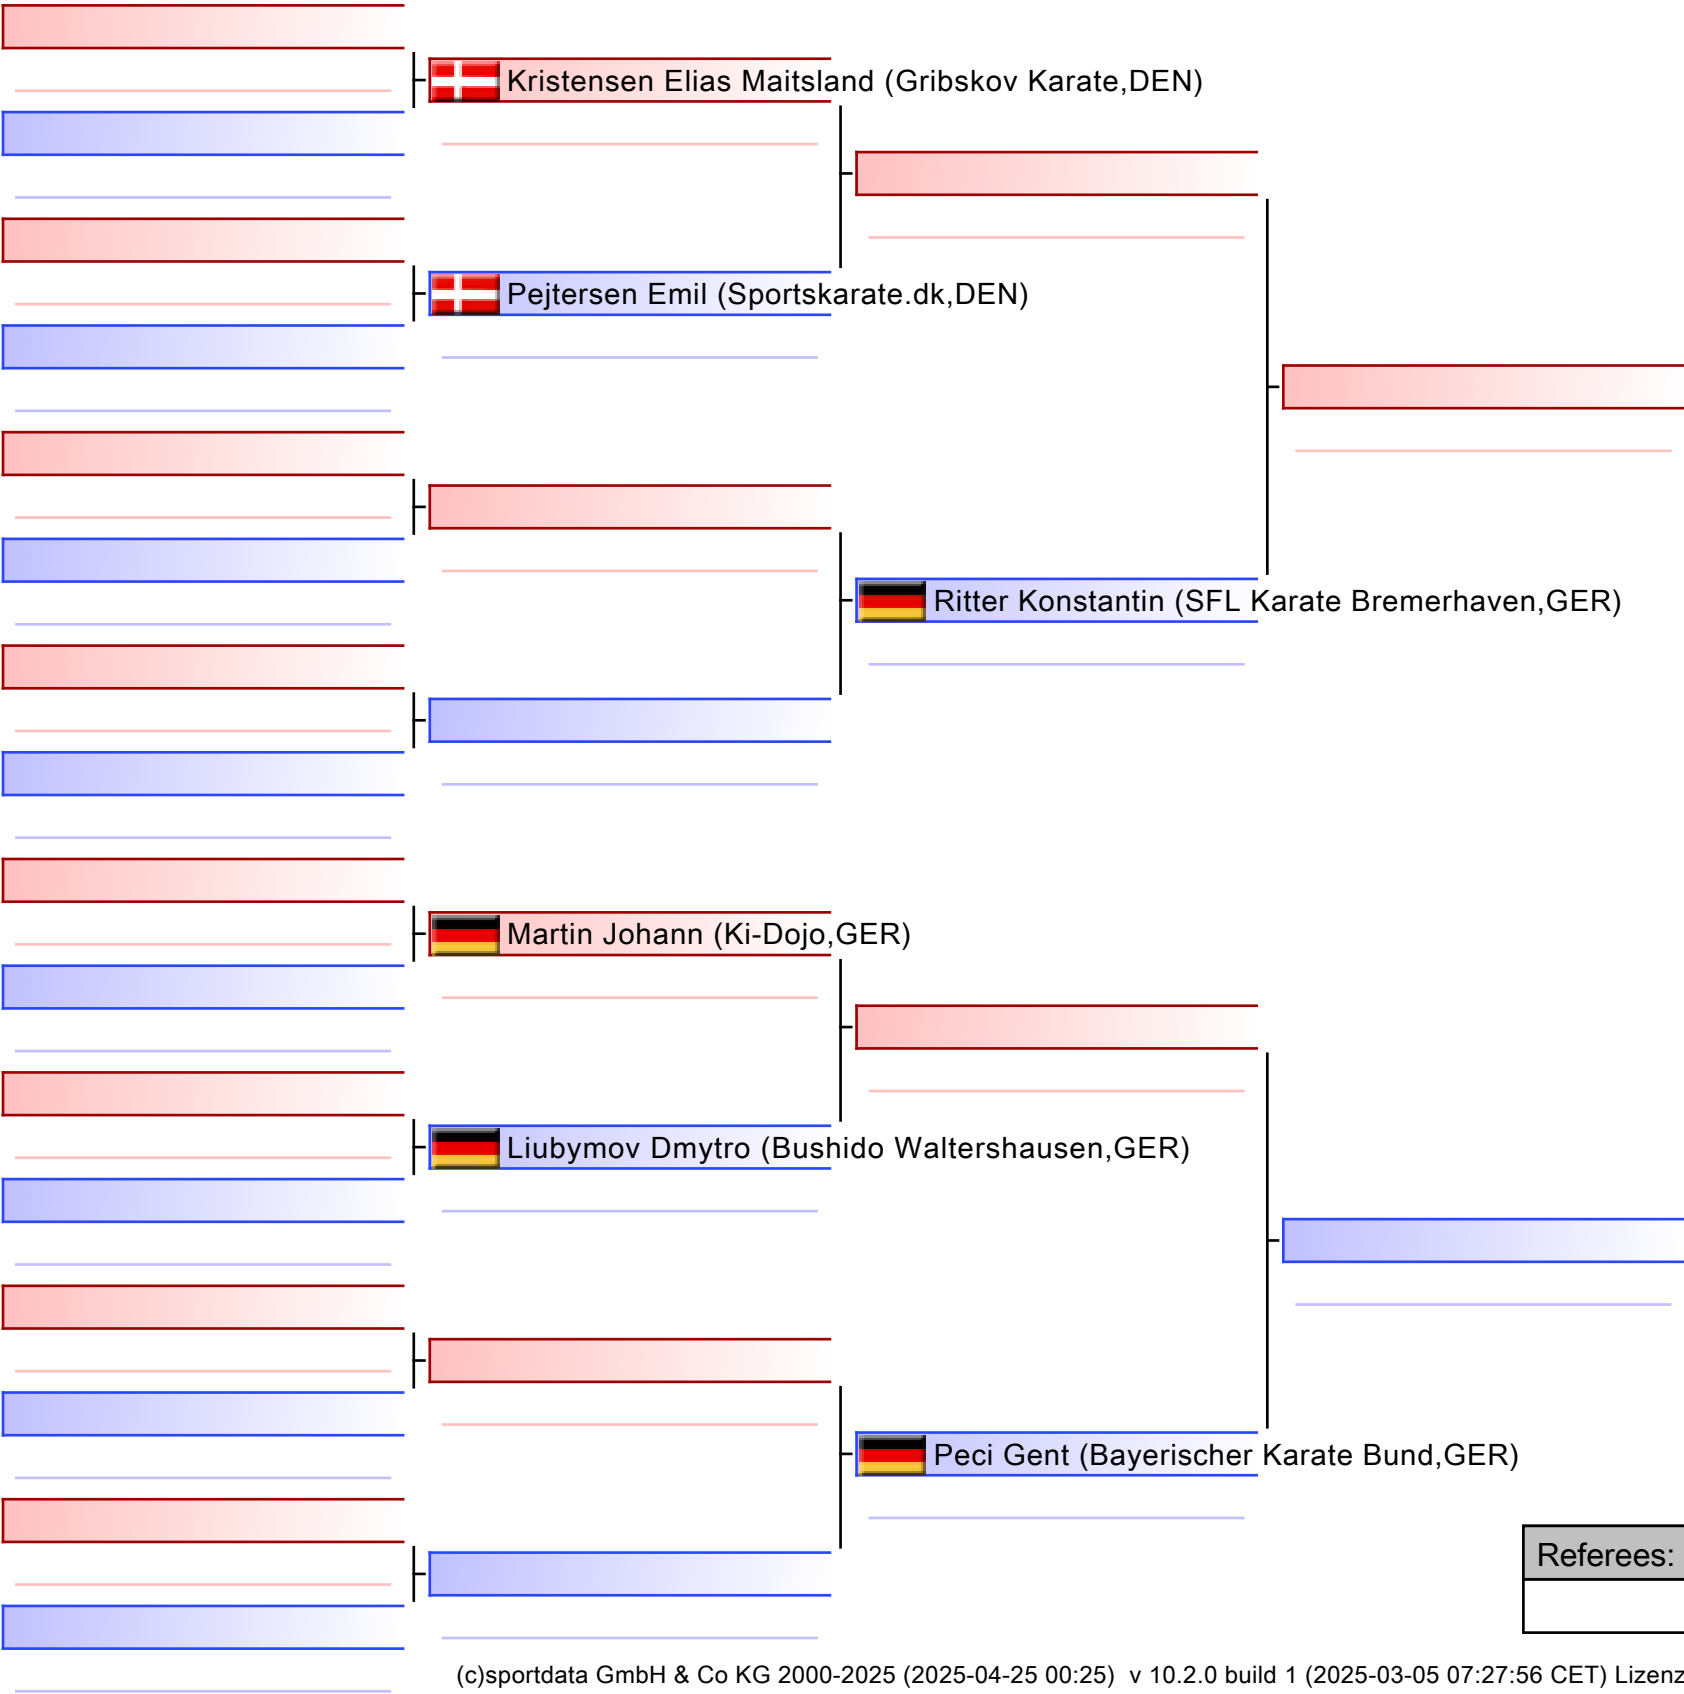 Kristensen Elias Maitsland (Gribskov Karate,DEN)
Pejtersen Emil (Sportskarate.dk,DEN)
Ritter Konstantin (SFL Karate Bremerhaven,GER)
Martin Johann (Ki-Dojo,GER)
Liubymov Dmytro (Bushido Waltershausen,GER)
Peci Gent (Bayerischer Karate Bund,GER)
Referees:
(c)sportdata GmbH & Co KG 2000-2025 (2025-04-25 00:25)  v 10.2.0 build 1 (2025-03-05 07:27:56 CET) Lizenz